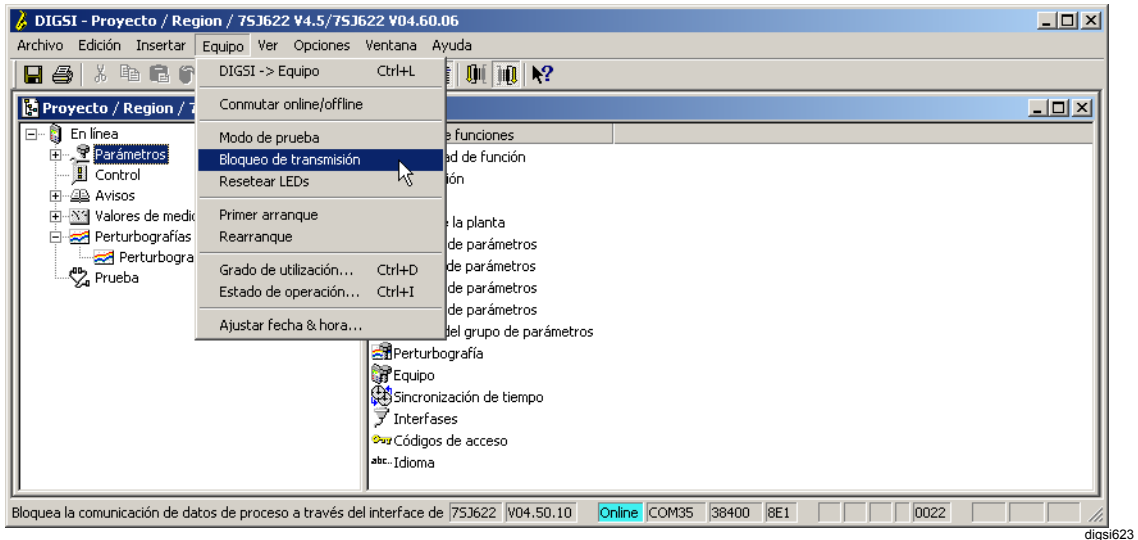 DIGSI - Proyecto / Region / 7SJ622 V4.5/7SJ622 V04.60.06
Archivo Edición Insertar Equipo Ver Opciones Ventana Ayuda
DIGSI -> Equipo Ctrl+L
Conmutar online/offline
Modo de prueba
Bloqueo de transmisión
Resetear LEDs
Primer arranque
Rearranque
Grado de utilización... Ctrl+D
Estado de operación... Ctrl+I
Ajustar fecha & hora...
Proyecto / Region / 7
En línea
Parámetros
Control
Avisos
Valores de medic
Perturbografías
Perturbogra
Prueba
e funciones
ad de función
ión
e la planta
de parámetros
de parámetros
de parámetros
de parámetros
del grupo de parámetros
Perturbografía
Equipo
Sincronización de tiempo
Interfases
Códigos de acceso
abc.. Idioma
Bloquea la comunicación de datos de proceso a través del interface de 7SJ622 V04.50.10 Online COM35 38400 8E1 0022
digsi623